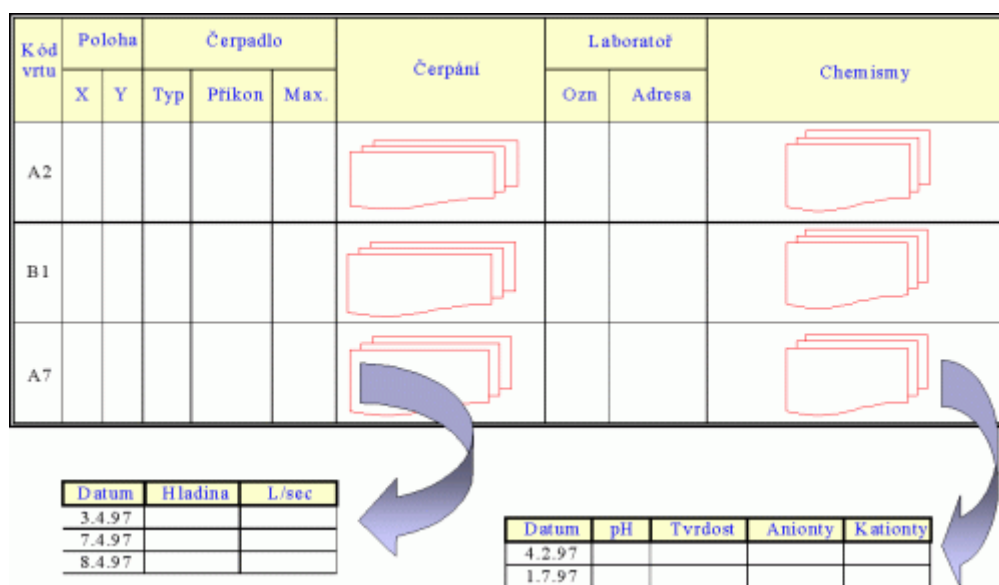 Kód vrtu Poloha Čerpadlo Čerpání Laboratoř Chemismy
X Y Typ Příkon Max. Ozn Adresa
A2
B1
A7
Datum Hladina L/sec
3.4.97
7.4.97
8.4.97
Datum pH Tvrdost Anionty Kationty
4.2.97
1.7.97